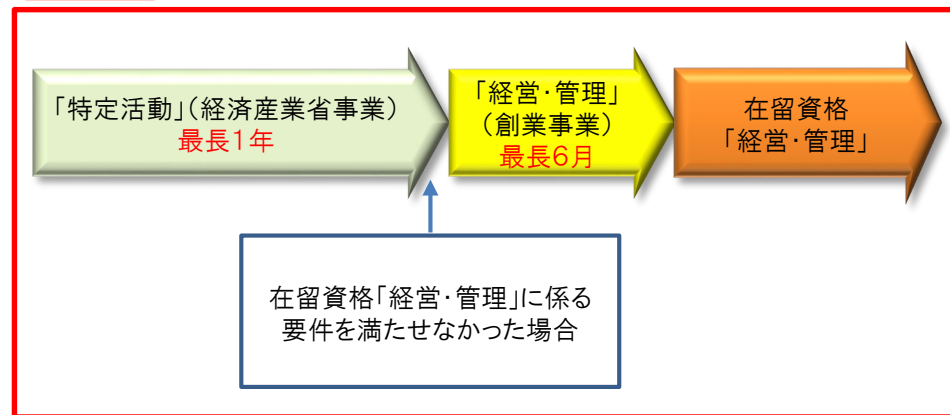 「特定活動」（経済産業省事業）
最長１年
「経営・管理」
（創業事業）
最長６月
在留資格
「経営・管理」
在留資格「経営・管理」に係る
要件を満たせなかった場合